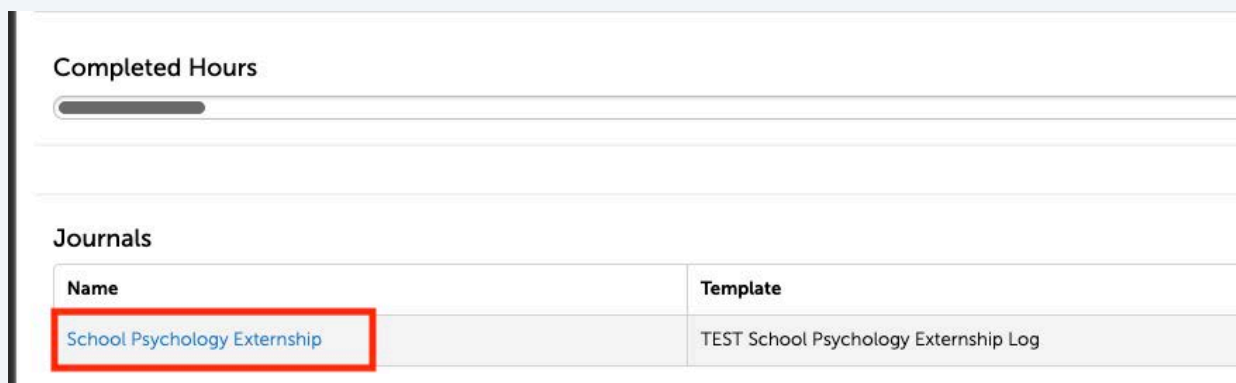 Completed Hours
Journals
Name Template
School Psychology Externship TEST School Psychology Externship Log